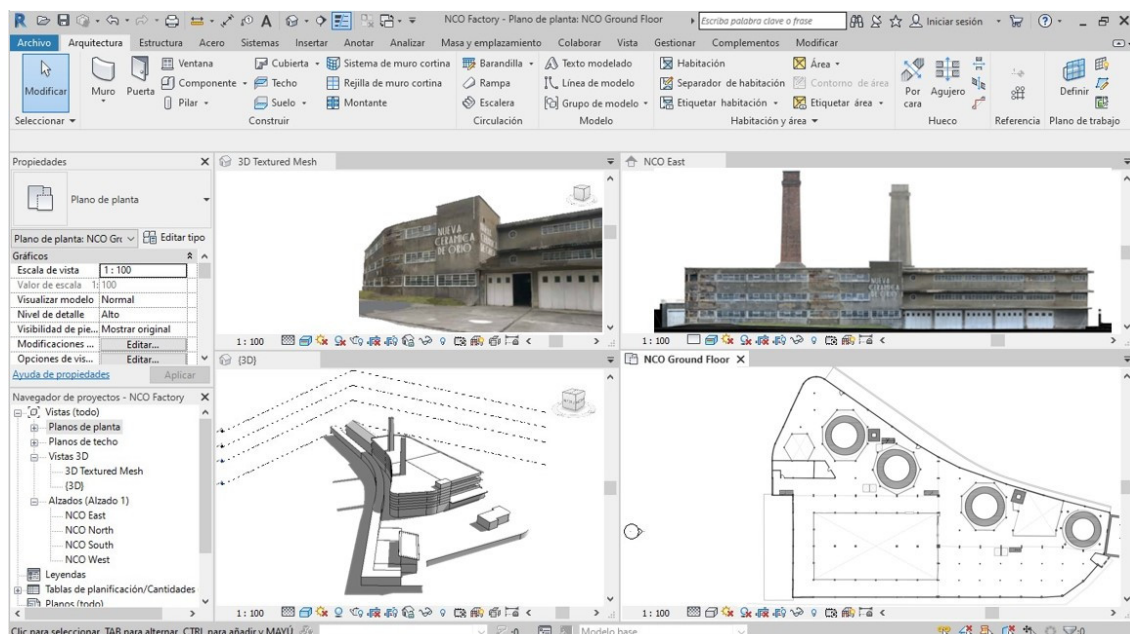 NCO Factory - Plano de planta: NCO Ground Floor
Escriba palabra clave o frase
Iniciar sesión
Archivo Arquitectura Estructura Acero Sistemas Insertar Anotar Analizar Masa y emplazamiento Colaborar Vista Gestionar Complementos Modificar
Modificar
Muro
Puerta
Ventana
Componente
Pilar
Cubierta
Techo
Suelo
Sistema de muro cortina
Rejilla de muro cortina
Montante
Barandilla
Rampa
Escalera
Texto modelado
Línea de modelo
Grupo de modelo
Habitación
Separador de habitación
Etiquetar habitación
Área
Contorno de área
Etiquetar área
Por cara
Agujero
Definir
Seleccionar Construir Circulación Modelo Habitación y área Hueco Referencia Plano de trabajo
Propiedades
Plano de planta
Plano de planta: NCO Grc
Editar tipo
Gráficos
Escala de vista 1 : 100
Valor de escala 1: 100
Visualizar modelo Normal
Nivel de detalle Alto
Visibilidad de pie... Mostrar original
Modificaciones ... Editar...
Opciones de vis... Editar...
Ayuda de propiedades
Aplicar
Navegador de proyectos - NCO Factory
Vistas (todo)
Planos de planta
Planos de techo
Vistas 3D
3D Textured Mesh
{3D}
Alzados (Alzado 1)
NCO East
NCO North
NCO South
NCO West
Leyendas
Tablas de planificación/Cantidades
Planos (todo)
3D Textured Mesh
NUEVA
CERAMICA
DE ORIO
1 : 100
NCO East
NUEVA
CERAMICA
DE ORIO
1 : 100
{3D}
1 : 100
NCO Ground Floor
1 : 100
Clic para seleccionar, TAB para alternar, CTRL para añadir y MAYÚ
:0
Modelo base
:0